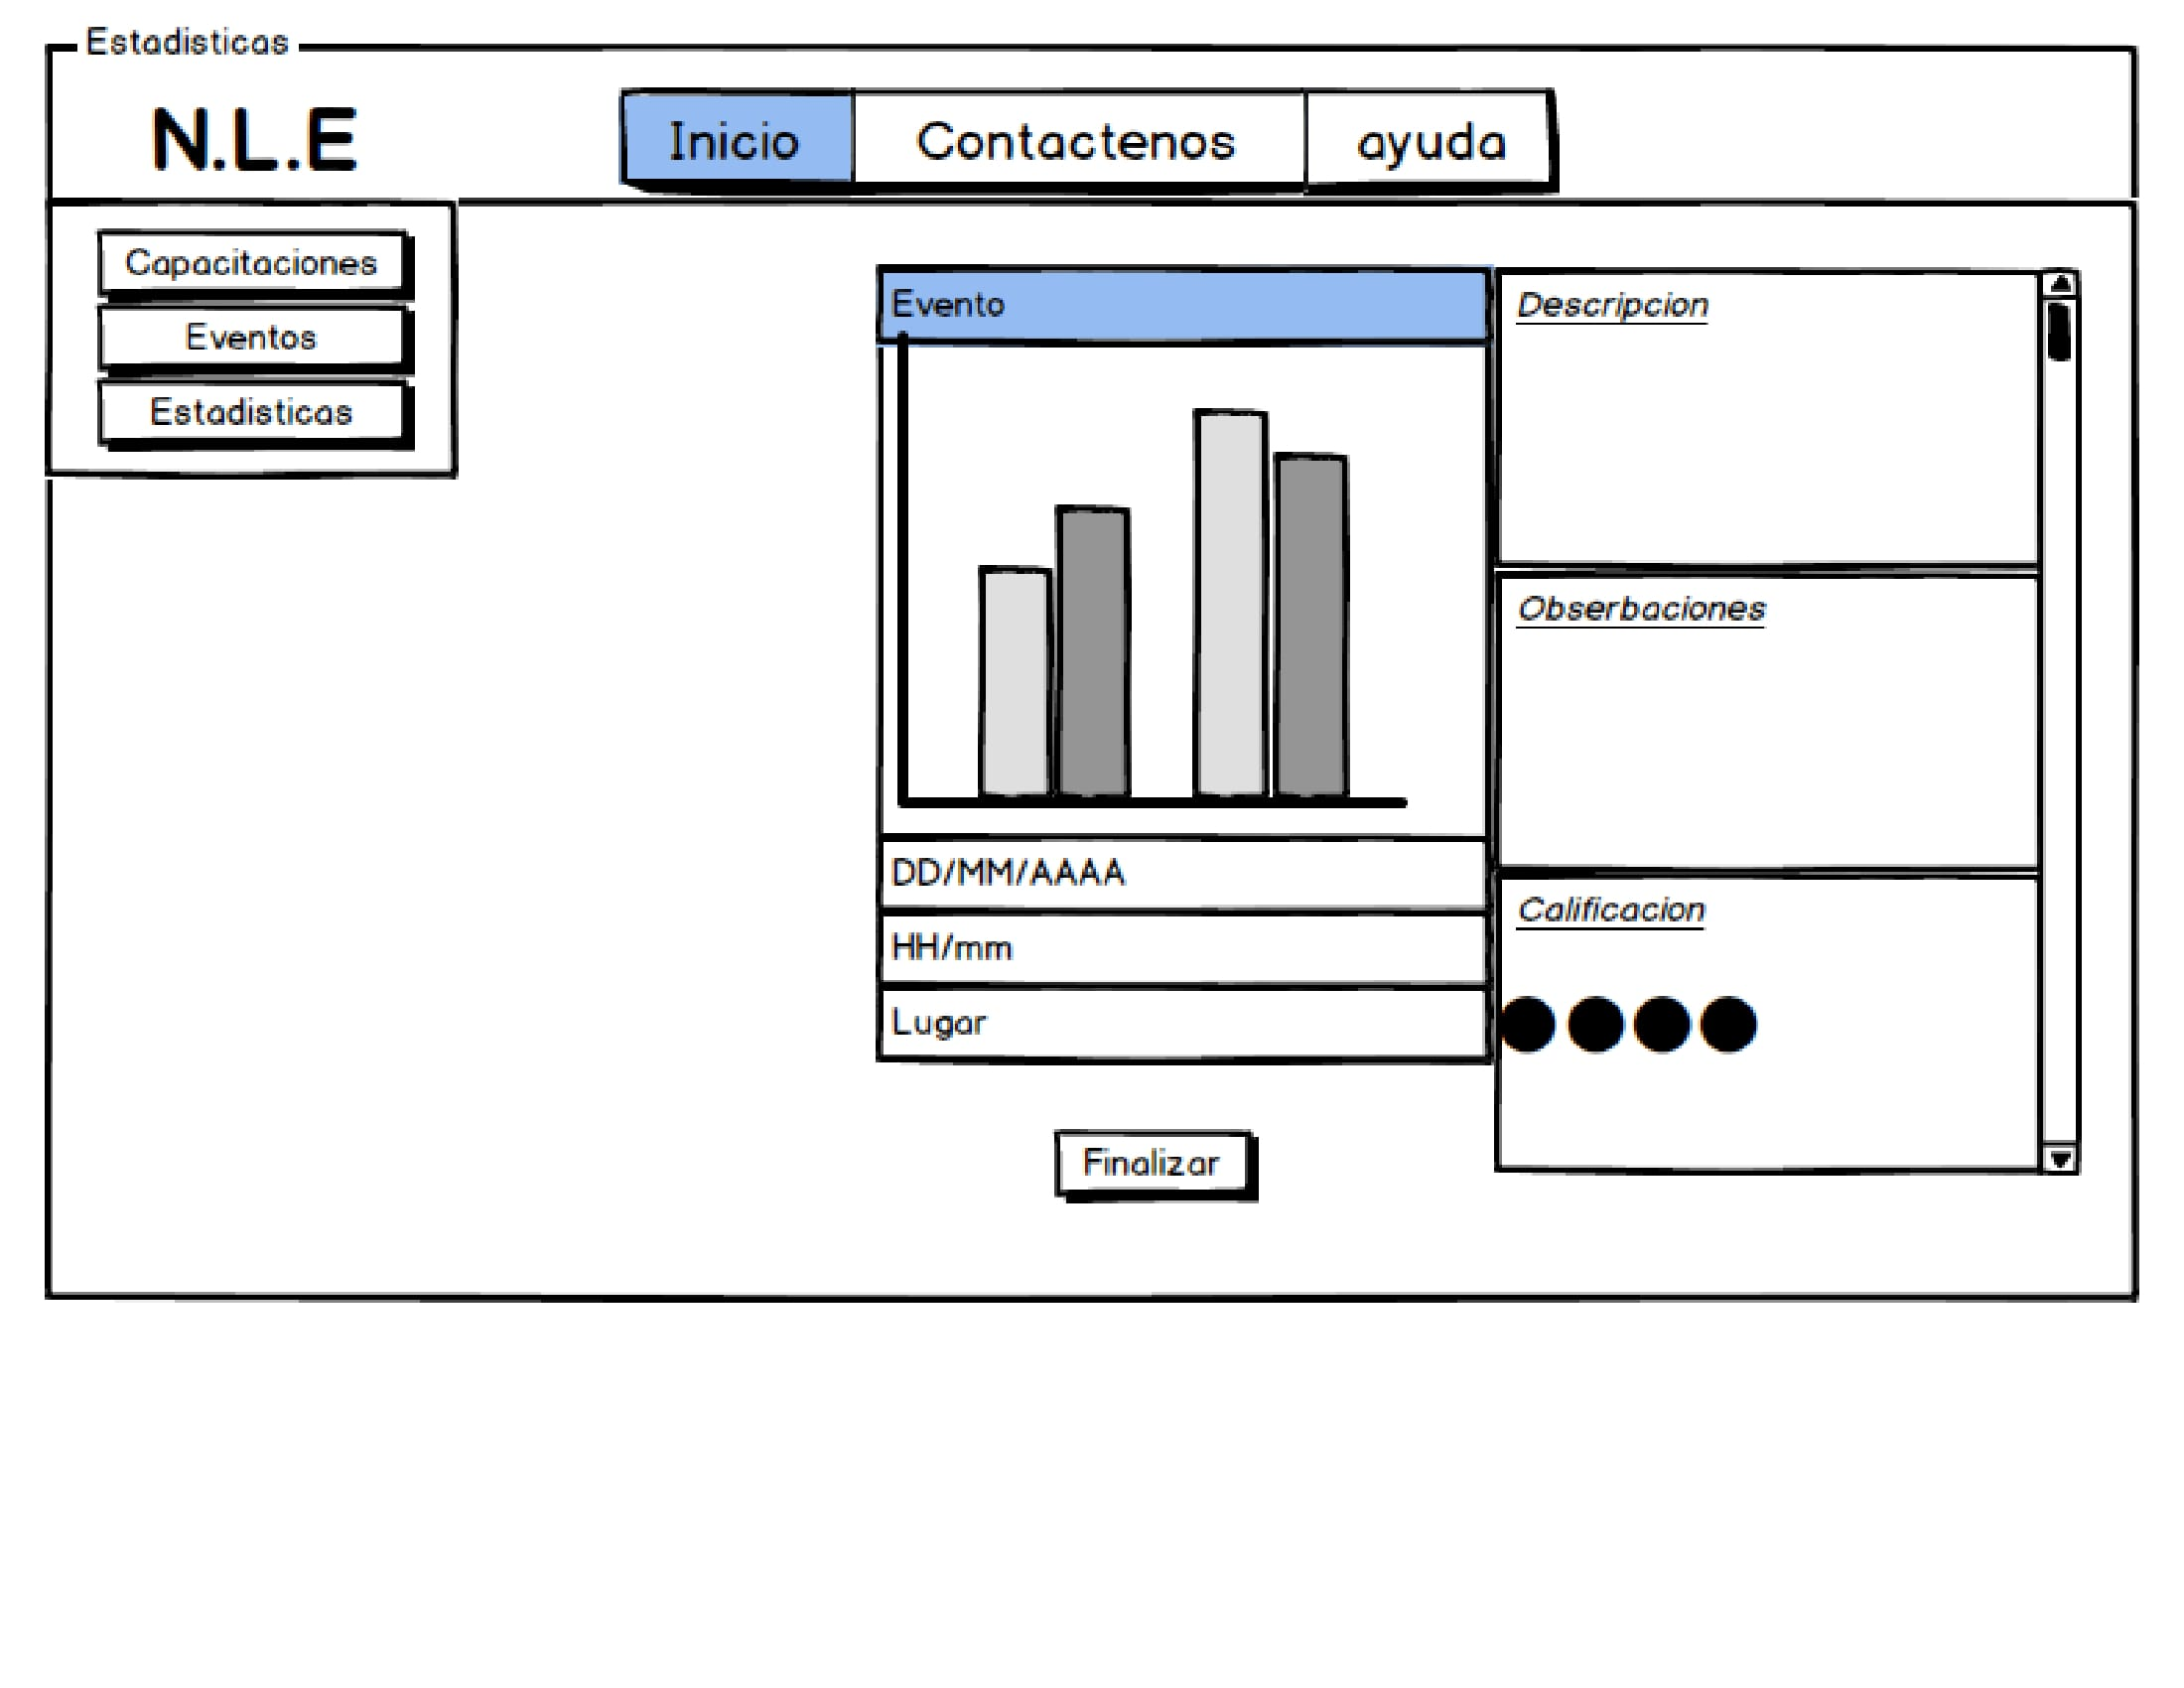 Estadisticas
N.L.E
Inicio
Contactenos
ayuda
Capacitaciones
Eventos
Estadisticas
Evento
DD/MM/AAAA
HH/mm
Lugar
Finalizar
Descripcion
Obserbaciones
Calificacion